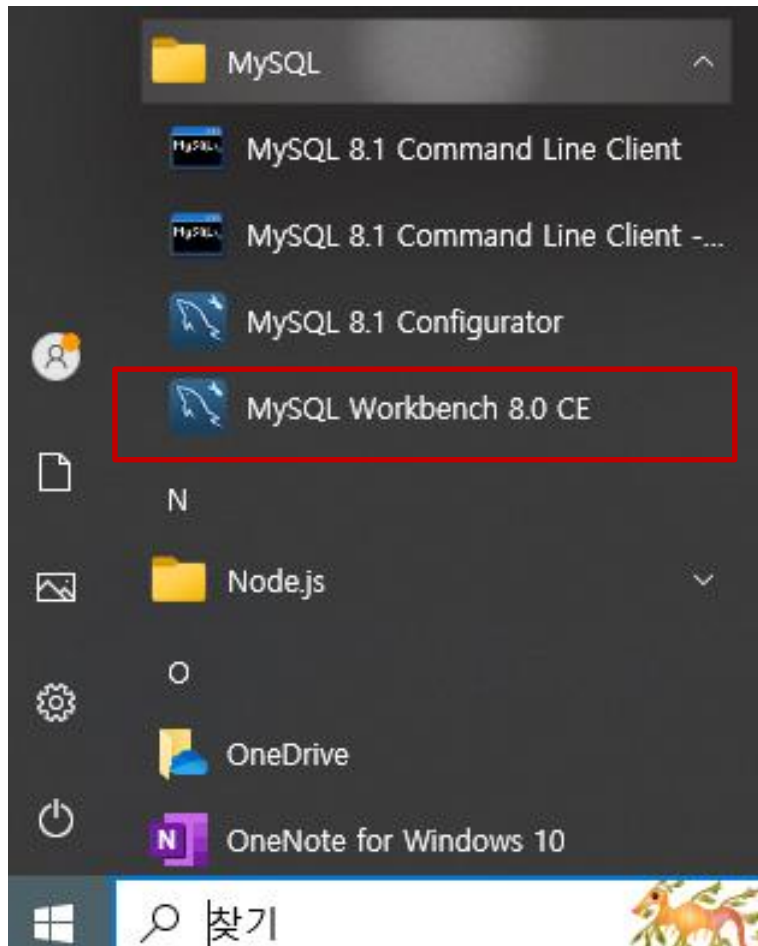 MySQL
MySQL 8.1 Command Line Client
MySQL 8.1 Command Line Client -...
MySQL 8.1 Configurator
MySQL Workbench 8.0 CE
N
Node.js
O
OneDrive
N
OneNote for Windows 10
찾기